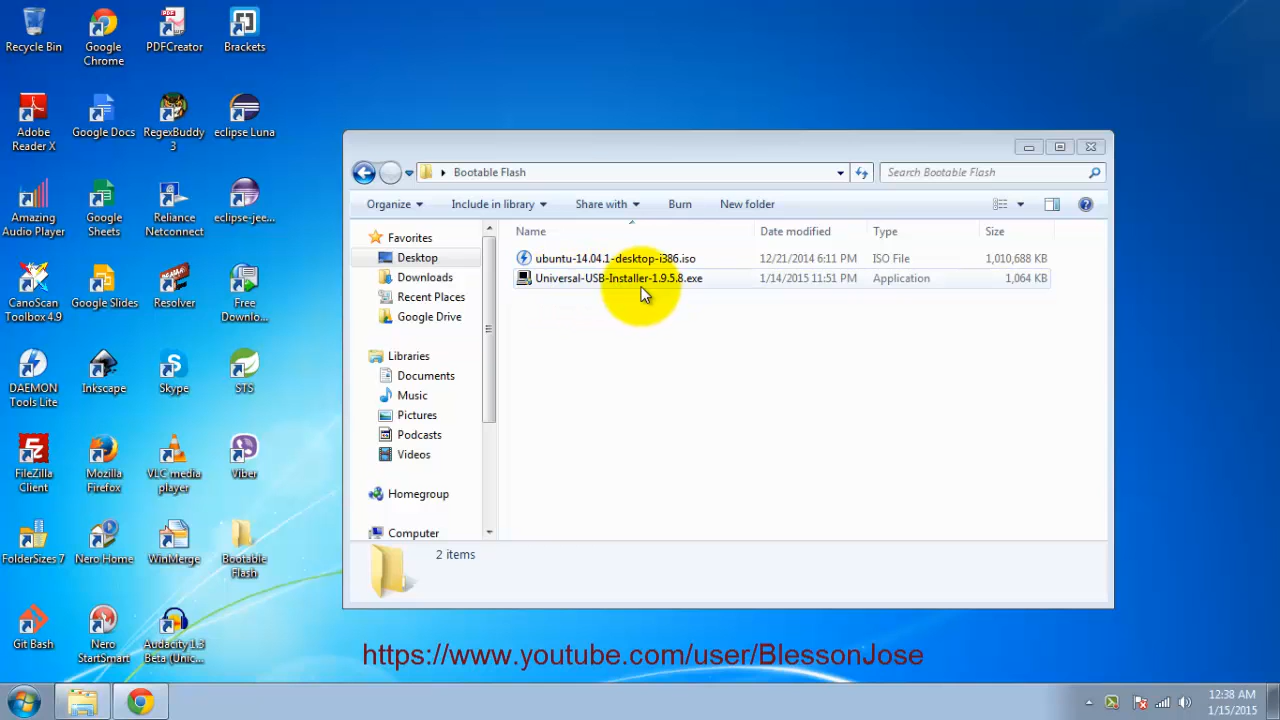 Recycle Bin
Google Chrome
PDFCreator
Brackets
Adobe Reader X
Google Docs
RegexBuddy 3
eclipse Luna
Amazing Audio Player
Google Sheets
Reliance Netconnect
eclipse-jee...
CanoScan Toolbox 4.9
Google Slides
Resolver
Free Downlo...
DAEMON Tools Lite
Inkscape
Skype
STS
FileZilla Client
Mozilla Firefox
VLC media player
Viber
FolderSizes 7
Nero Home
WinMerge
Bootable Flash
Git Bash
Nero StartSmart
Audacity 1.3 Beta (Unic...
Bootable Flash
Search Bootable Flash
Organize
Include in library
Share with
Burn
New folder
Favorites
Desktop
Downloads
Recent Places
Google Drive
Libraries
Documents
Music
Pictures
Podcasts
Videos
Homegroup
Computer
Name Date modified Type Size
ubuntu-14.04.1-desktop-i386.iso 12/21/2014 6:11 PM ISO File 1,010,688 KB
Universal-USB-Installer-1.9.5.8.exe 1/14/2015 11:51 PM Application 1,064 KB
2 items
https://www.youtube.com/user/BlessonJose
12:38 AM
1/15/2015